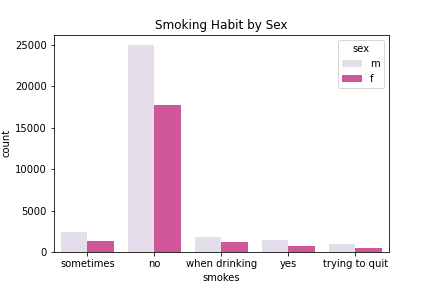 Smoking Habit by Sex
sex
m
f
25000
20000
15000
10000
5000
0
count
sometimes no when drinking yes trying to quit
smokes